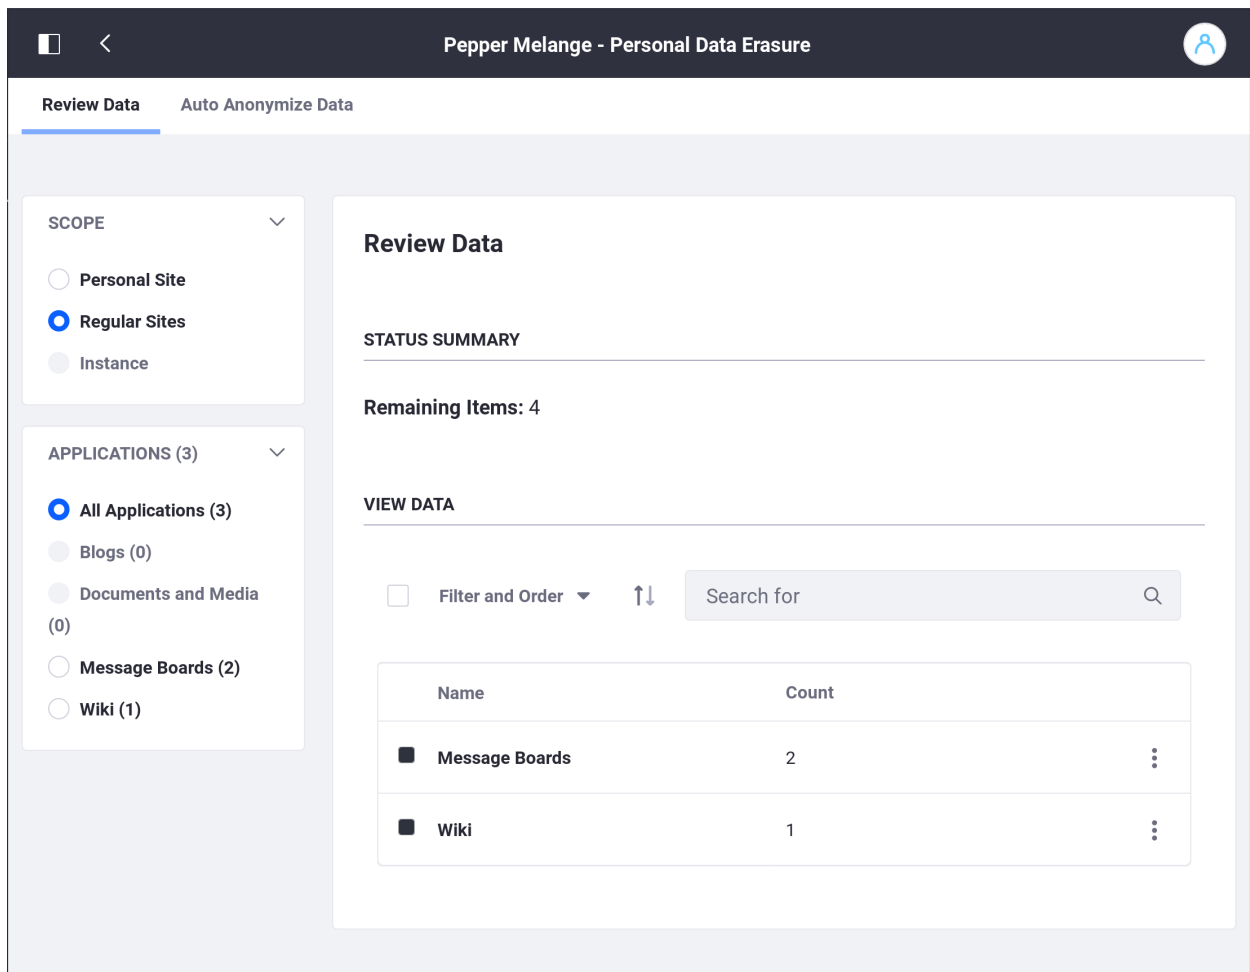 Pepper Melange - Personal Data Erasure
Review Data
Auto Anonymize Data
SCOPE
Personal Site
Regular Sites
Instance
APPLICATIONS (3)
All Applications (3)
Blogs (0)
Documents and Media
(0)
Message Boards (2)
Wiki (1)
Review Data
STATUS SUMMARY
Remaining Items: 4
VIEW DATA
Filter and Order
Search for
Name Count
Message Boards 2
Wiki 1